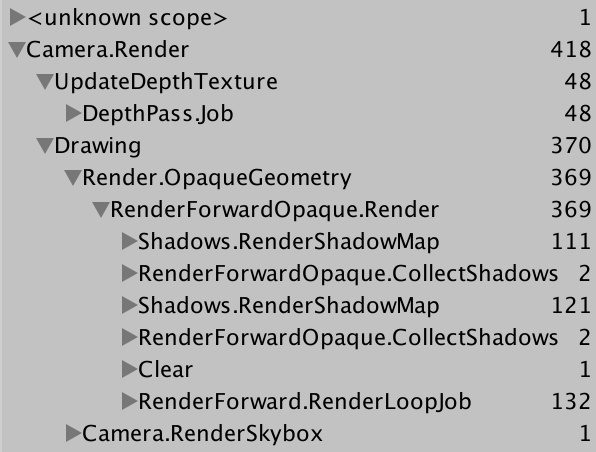 <unknown scope> 1
Camera.Render 418
UpdateDepthTexture 48
DepthPass.Job 48
Drawing 370
Render.OpaqueGeometry 369
RenderForwardOpaque.Render 369
Shadows.RenderShadowMap 111
RenderForwardOpaque.CollectShadows 2
Shadows.RenderShadowMap 121
RenderForwardOpaque.CollectShadows 2
Clear 1
RenderForward.RenderLoopJob 132
Camera.RenderSkybox 1